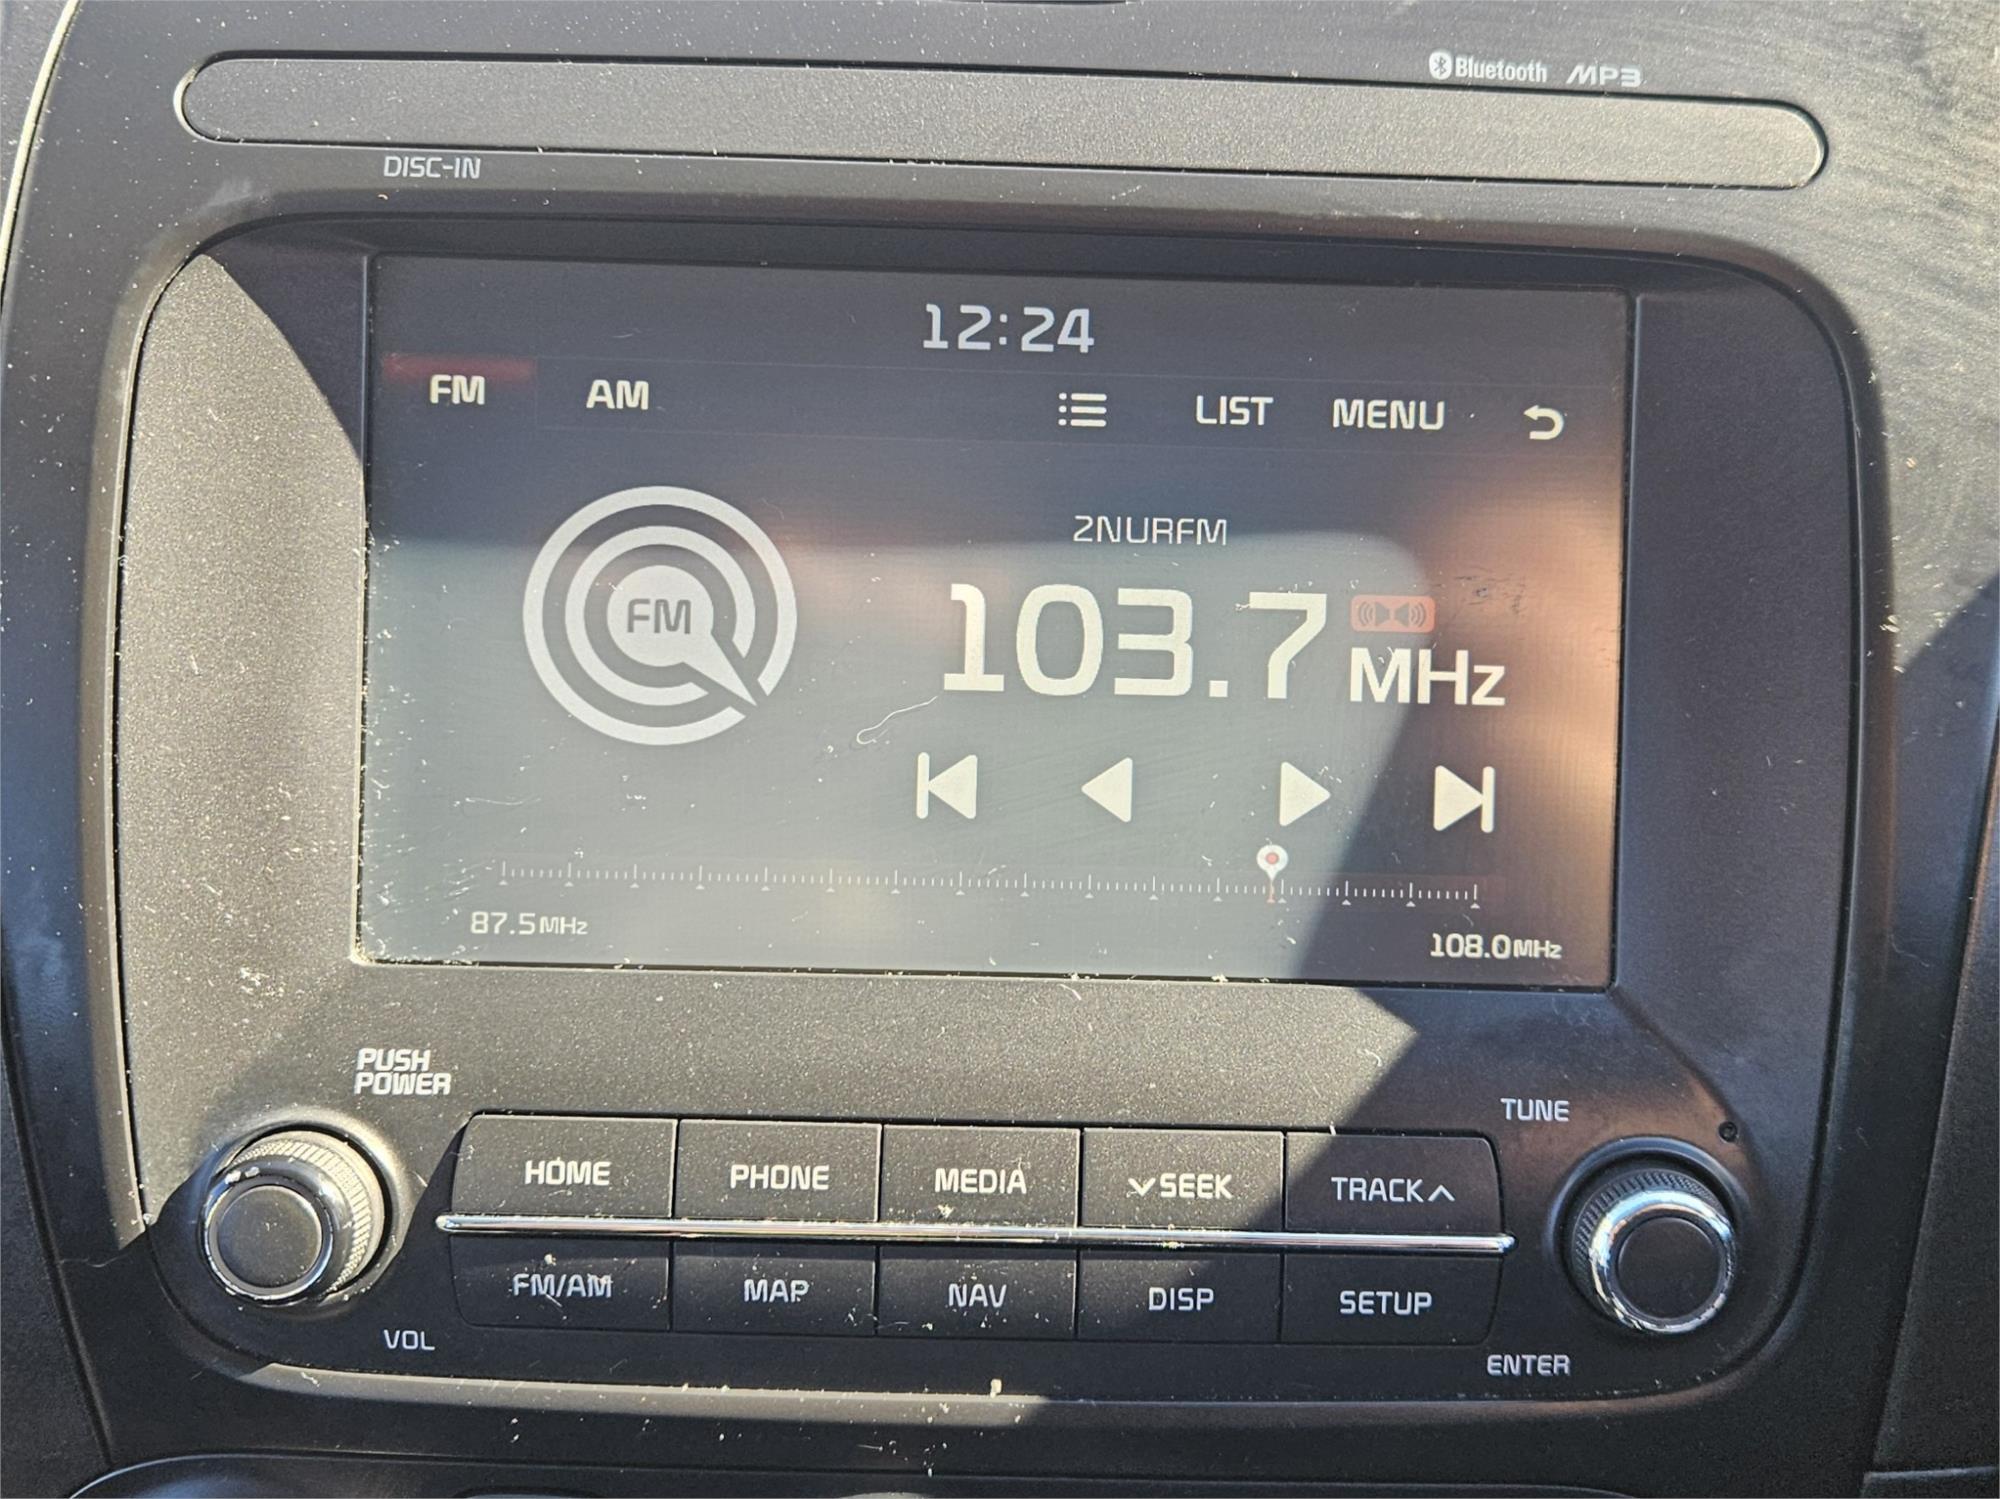 Bluetooth MP3
DISC-IN
12:24
FM AM LIST MENU
2NURFM
FM
103.7 MHz
87.5MHz
108.0MHz
PUSH
POWER
TUNE
HOME PHONE MEDIA SEEK TRACK
FM/AM MAP NAV DISP SETUP
VOL
ENTER